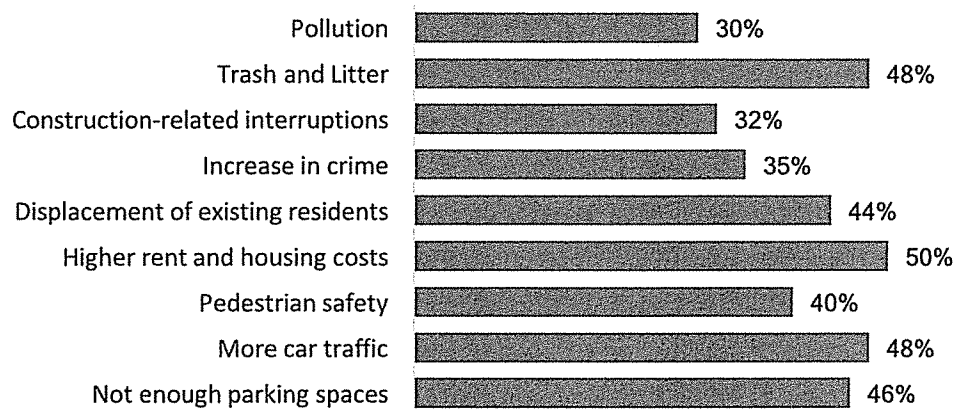 Pollution 30%
Trash and Litter 48%
Construction-related interruptions 32%
Increase in crime 35%
Displacement of existing residents 44%
Higher rent and housing costs 50%
Pedestrian safety 40%
More car traffic 48%
Not enough parking spaces 46%